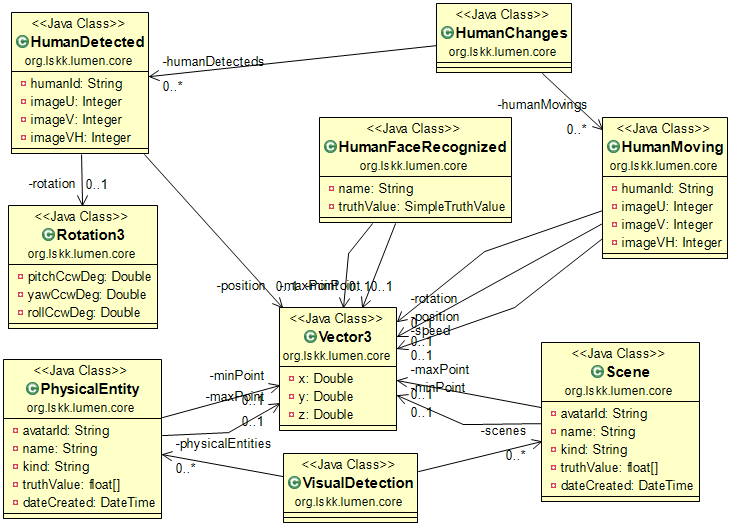 <<Java Class>>
HumanDetected
org.lskk.lumen.core
humanId: String
imageU: Integer
imageV: Integer
imageVH: Integer
<<Java Class>>
HumanChanges
org.lskk.lumen.core
-humanDetecteds
0..*
-humanMovings
0..*
<<Java Class>>
HumanFaceRecognized
org.lskk.lumen.core
name: String
truthValue: SimpleTruthValue
<<Java Class>>
HumanMoving
org.lskk.lumen.core
humanId: String
imageU: Integer
imageV: Integer
imageVH: Integer
-rotation
0..1
<<Java Class>>
Rotation3
org.lskk.lumen.core
pitchCcwDeg: Double
yawCcwDeg: Double
rollCcwDeg: Double
-position
0..1
-maxPoint
0..1
0..1
-rotation
0..1
-position
0..1
-speed
0..1
<<Java Class>>
Vector3
org.lskk.lumen.core
x: Double
y: Double
z: Double
<<Java Class>>
PhysicalEntity
org.lskk.lumen.core
avatarId: String
name: String
kind: String
truthValue: float[]
dateCreated: DateTime
-minPoint
0..1
-maxPoint
0..1
-physicalEntities
0..*
-maxPoint
0..1
-minPoint
0..1
-scenes
0..*
<<Java Class>>
Scene
org.lskk.lumen.core
avatarId: String
name: String
kind: String
truthValue: float[]
dateCreated: DateTime
<<Java Class>>
VisualDetection
org.lskk.lumen.core